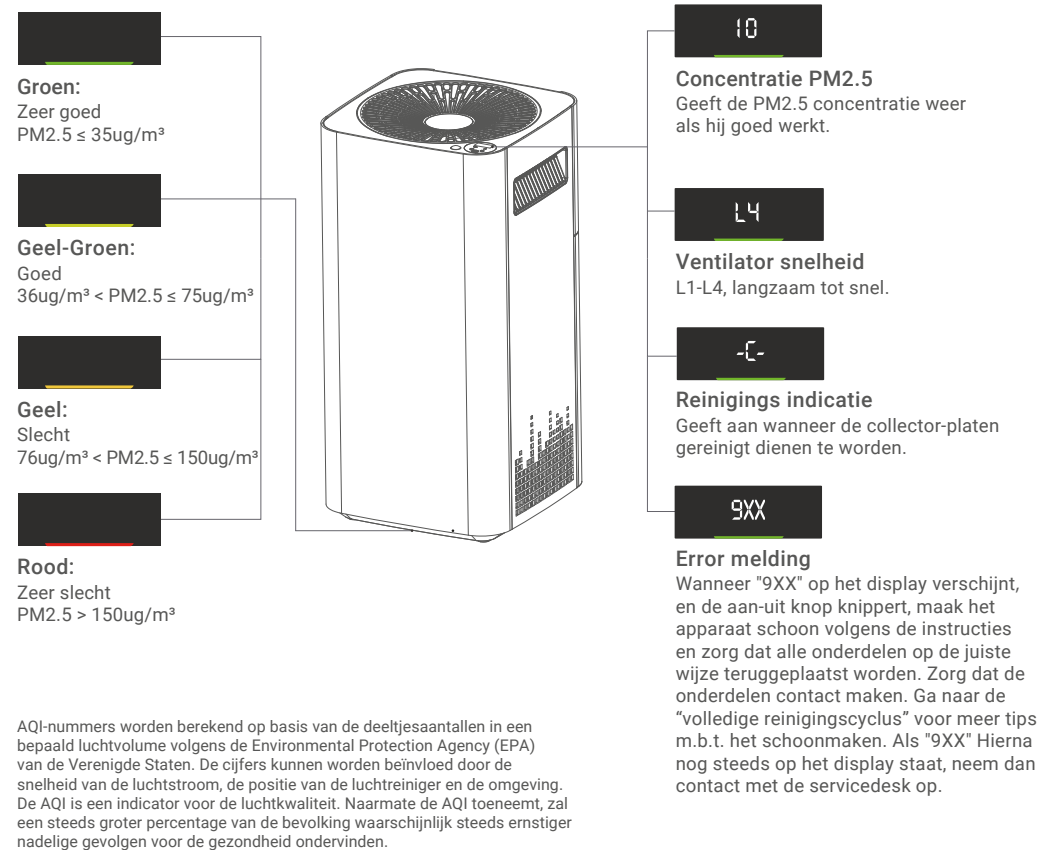 Groen:
Zeer goed
PM2.5 ≤ 35ug/m³
Geel-Groen:
Goed
36ug/m³ < PM2.5 ≤ 75ug/m³
Geel:
Slecht
76ug/m³ < PM2.5 ≤ 150ug/m³
Rood:
Zeer slecht
PM2.5 > 150ug/m³
10
Concentratie PM2.5
Geeft de PM2.5 concentratie weer
als hij goed werkt.
L4
Ventilator snelheid
L1-L4, langzaam tot snel.
-C-
Reinigings indicatie
Geeft aan wanneer de collector-platen
gereinigt dienen te worden.
9XX
Error melding
Wanneer "9XX" op het display verschijnt,
en de aan-uit knop knippert, maak het
apparaat schoon volgens de instructies
en zorg dat alle onderdelen op de juiste
wijze teruggeplaatst worden. Zorg dat de
onderdelen contact maken. Ga naar de
“volledige reinigingscyclus” voor meer tips
m.b.t. het schoonmaken. Als "9XX" Hierna
nog steeds op het display staat, neem dan
contact met de servicedesk op.
AQI-nummers worden berekend op basis van de deeltjesaantallen in een
bepaald luchtvolume volgens de Environmental Protection Agency (EPA)
van de Verenigde Staten. De cijfers kunnen worden beïnvloed door de
snelheid van de luchtstroom, de positie van de luchtreiniger en de omgeving.
De AQI is een indicator voor de luchtkwaliteit. Naarmate de AQI toeneemt, zal
een steeds groter percentage van de bevolking waarschijnlijk steeds ernstiger
nadelige gevolgen voor de gezondheid ondervinden.